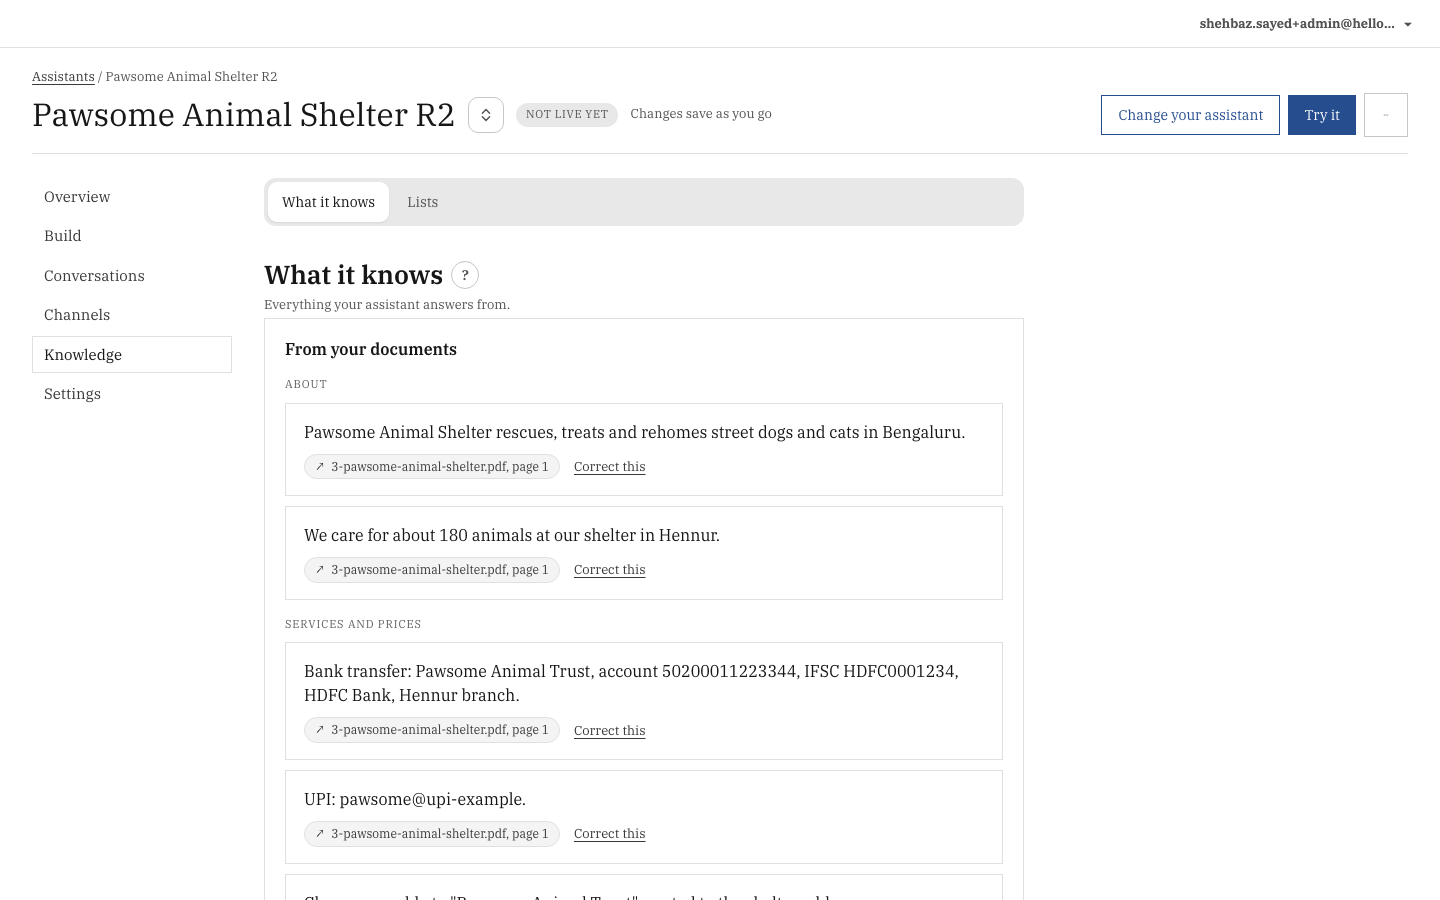 shehbaz.sayed+admin@hello...
Assistants / Pawsome Animal Shelter R2
Pawsome Animal Shelter R2
NOT LIVE YET
Changes save as you go
Change your assistant
Try it
Overview
Build
Conversations
Channels
Knowledge
Settings
What it knows
Lists
What it knows ?
Everything your assistant answers from.
From your documents
ABOUT
Pawsome Animal Shelter rescues, treats and rehomes street dogs and cats in Bengaluru.
↗ 3-pawsome-animal-shelter.pdf, page 1 Correct this
We care for about 180 animals at our shelter in Hennur.
↗ 3-pawsome-animal-shelter.pdf, page 1 Correct this
SERVICES AND PRICES
Bank transfer: Pawsome Animal Trust, account 50200011223344, IFSC HDFC0001234,
HDFC Bank, Hennur branch.
↗ 3-pawsome-animal-shelter.pdf, page 1 Correct this
UPI: pawsome@upi-example.
↗ 3-pawsome-animal-shelter.pdf, page 1 Correct this